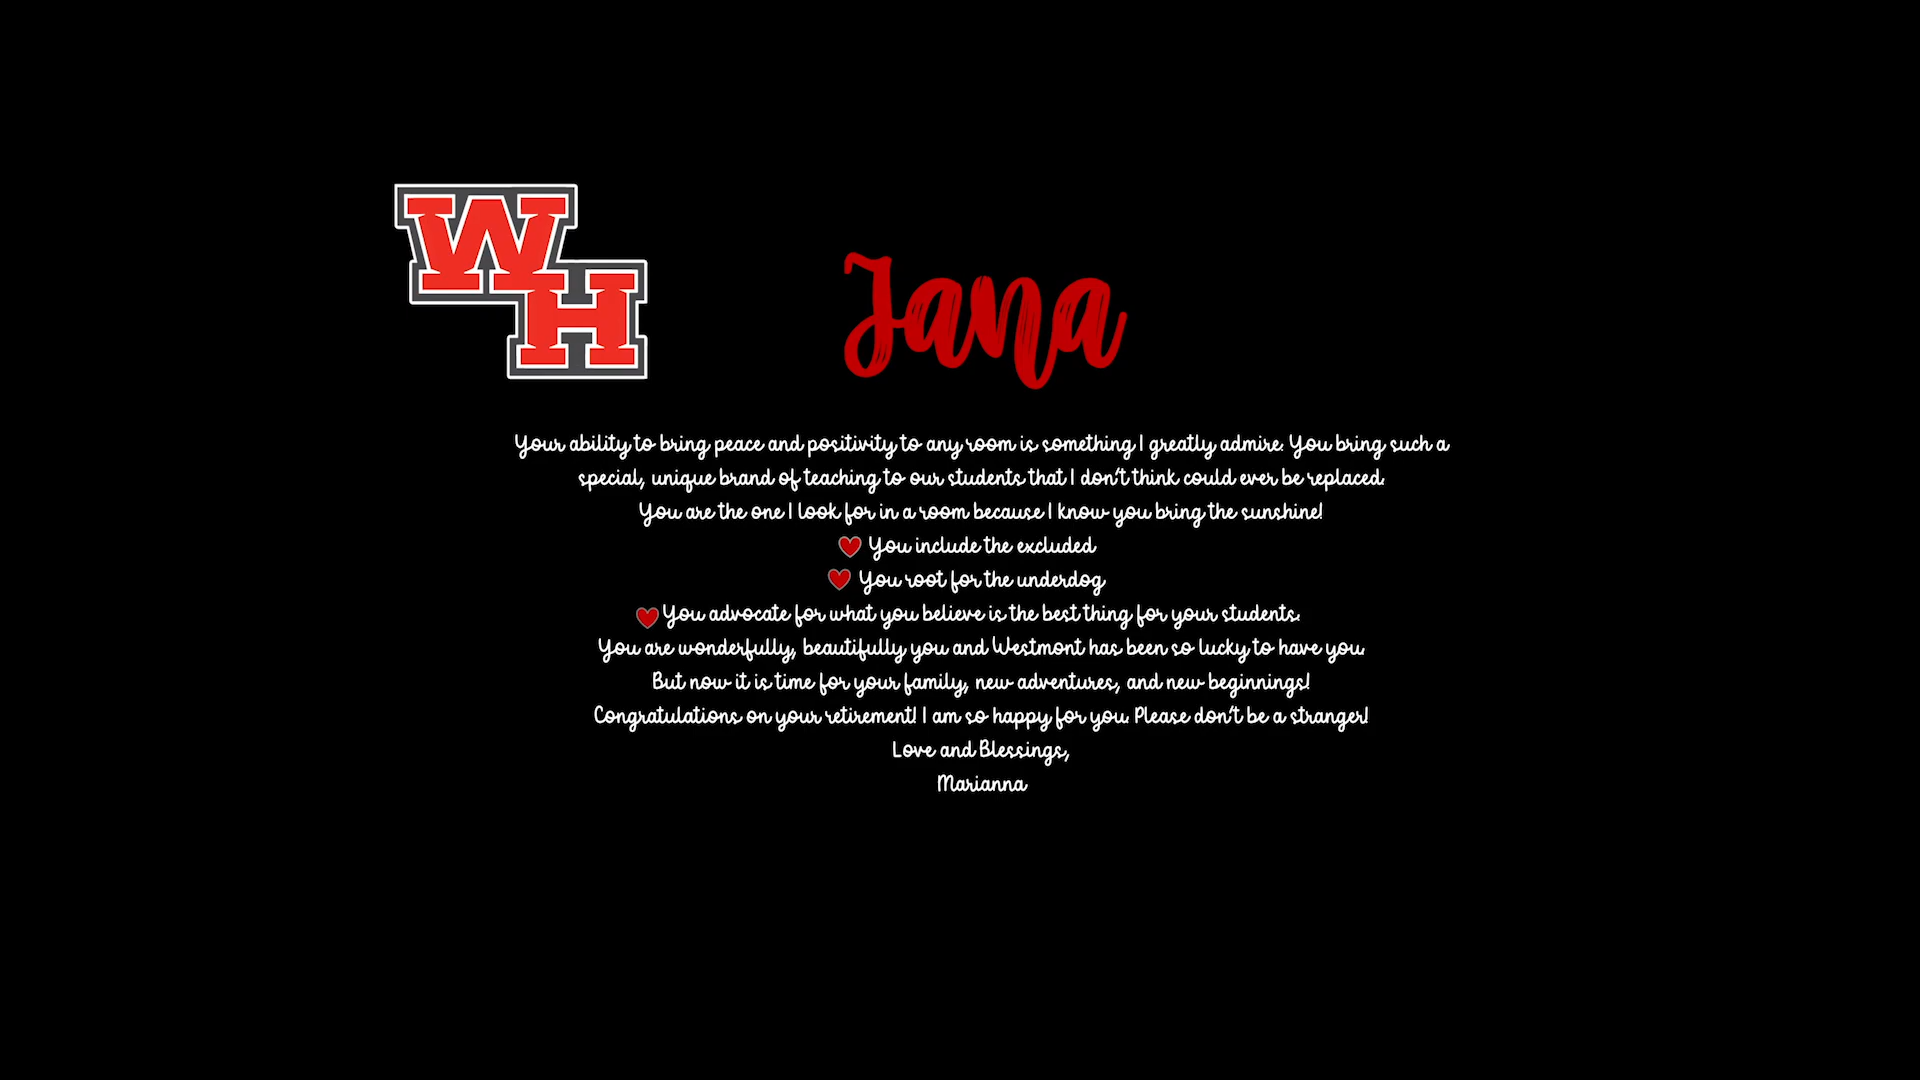 WH
Jana
Your ability to bring peace and positivity to any room is something I greatly admire. You bring such a
special, unique brand of teaching to our students that I don't think could ever be replaced.
You are the one I look for in a room because I know you bring the sunshine!
You include the excluded
You root for the underdog
You advocate for what you believe is the best thing for your students.
You are wonderfully, beautifully you and Westmont has been so lucky to have you.
But now it is time for your family, new adventures, and new beginnings!
Congratulations on your retirement! I am so happy for you. Please don't be a stranger!
Love and Blessings,
Marianna